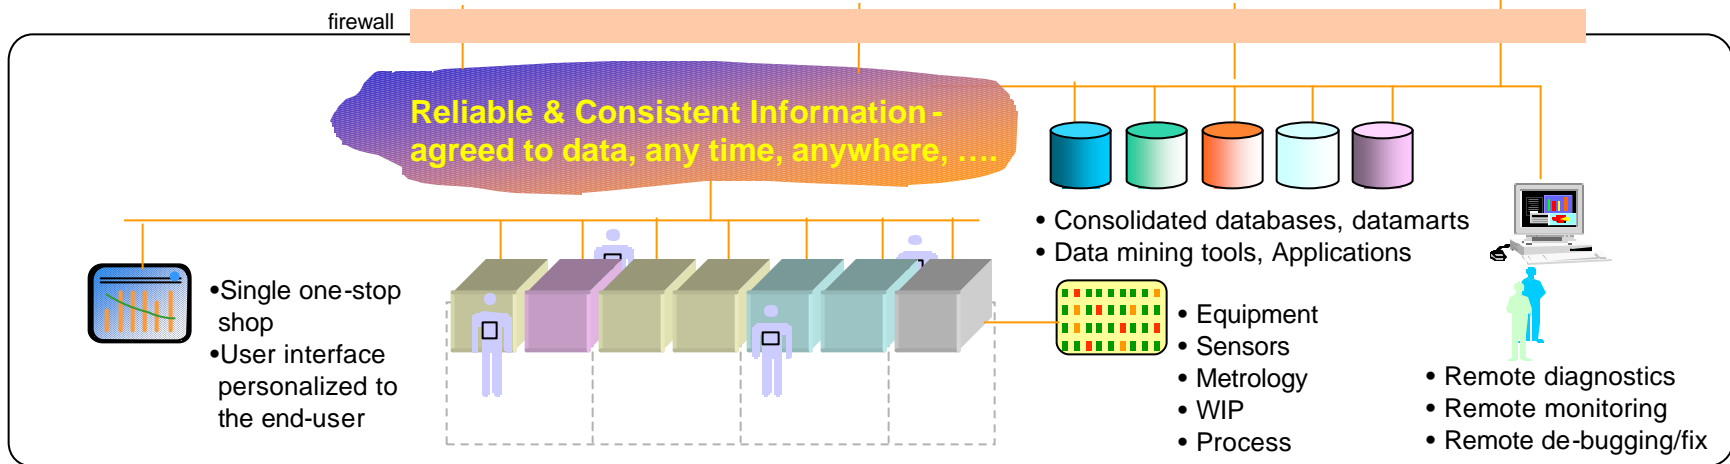 firewall
Reliable & Consistent Information -
agreed to data, any time, anywhere, ....
• Consolidated databases, datamarts
• Data mining tools, Applications
•Single one-stop
shop
•User interface
personalized to
the end-user
• Equipment
• Sensors
• Metrology
• WIP
• Process
• Remote diagnostics
• Remote monitoring
• Remote de-bugging/fix